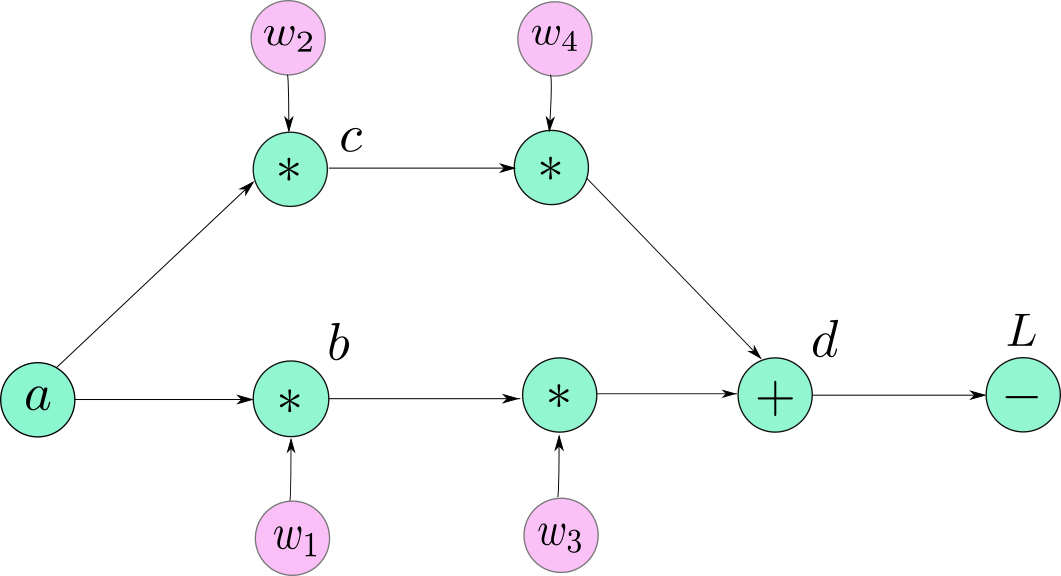 w₂ w₄
c
* *
b d L
a * * + −
w₁ w₃